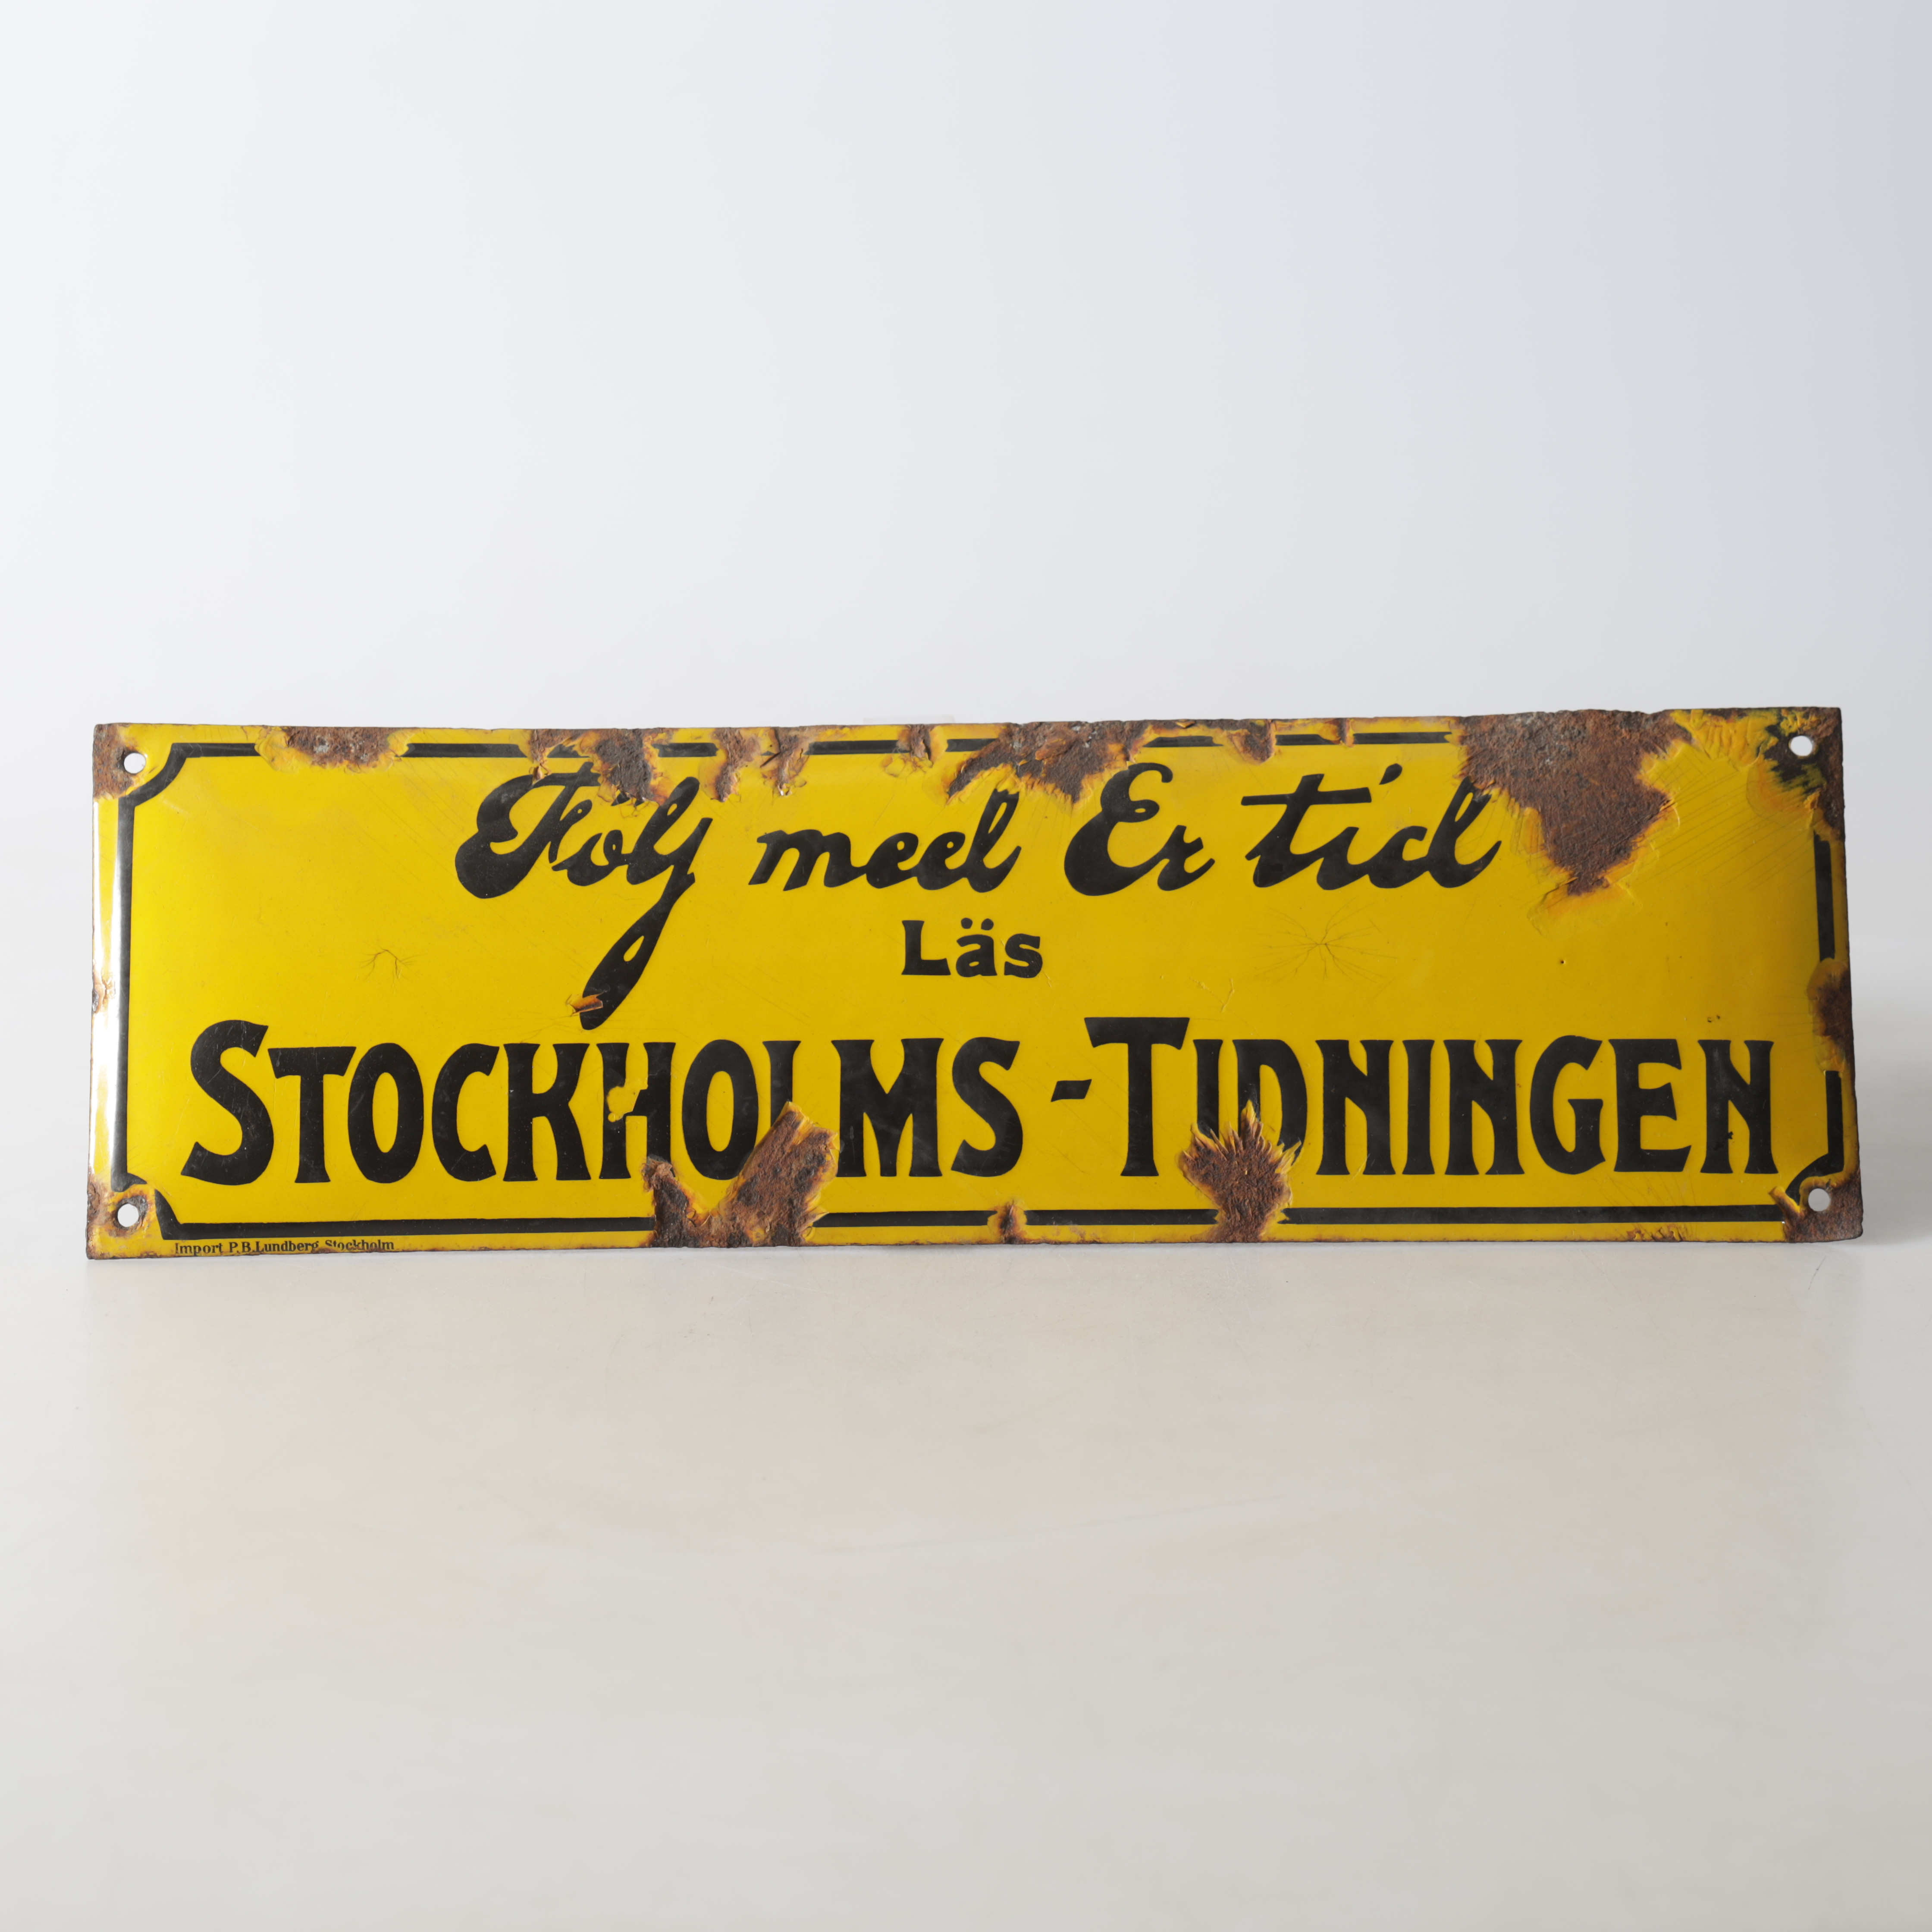 Följ med Er tid
Läs
STOCKHOLMS-TIDNINGEN
Import P.B.Lundberg Stockholm